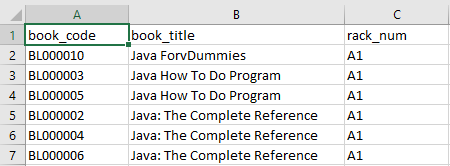 A B C
1 book_code book_title rack_num
2 BL000010 Java ForvDummies A1
3 BL000003 Java How To Do Program A1
4 BL000005 Java How To Do Program A1
5 BL000002 Java: The Complete Reference A1
6 BL000004 Java: The Complete Reference A1
7 BL000006 Java: The Complete Reference A1